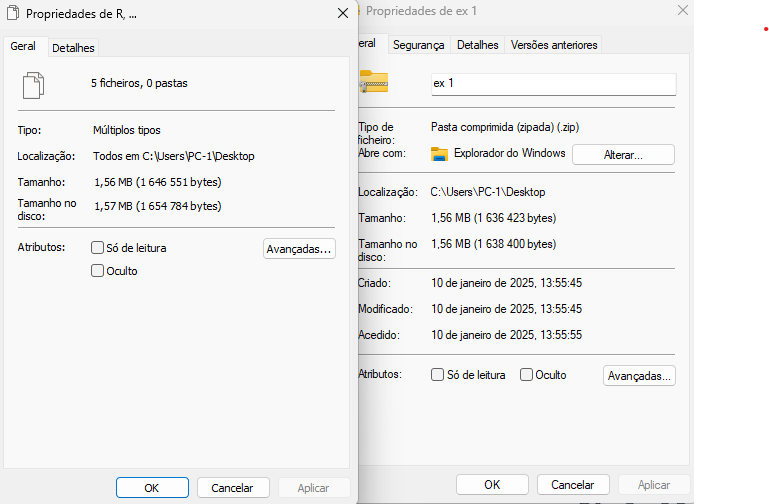 Propriedades de R, ...
Geral
Detalhes
5 ficheiros, 0 pastas
Tipo:
Múltiplos tipos
Localização:
Todos em C:\Users\PC-1\Desktop
Tamanho:
1,56 MB (1 646 551 bytes)
Tamanho no
disco:
1,57 MB (1 654 784 bytes)
Atributos:
Só de leitura
Avançadas...
Oculto
OK
Cancelar
Aplicar
Propriedades de ex 1
eral
Segurança
Detalhes
Versões anteriores
ex 1
Tipo de
ficheiro:
Pasta comprimida (zipada) (.zip)
Abre com:
Explorador do Windows
Alterar...
Localização:
C:\Users\PC-1\Desktop
Tamanho:
1,56 MB (1 636 423 bytes)
Tamanho no
disco:
1,56 MB (1 638 400 bytes)
Criado:
10 de janeiro de 2025, 13:55:45
Modificado:
10 de janeiro de 2025, 13:55:45
Acedido:
10 de janeiro de 2025, 13:55:55
Atributos:
Só de leitura
Oculto
Avançadas...
OK
Cancelar
Aplicar